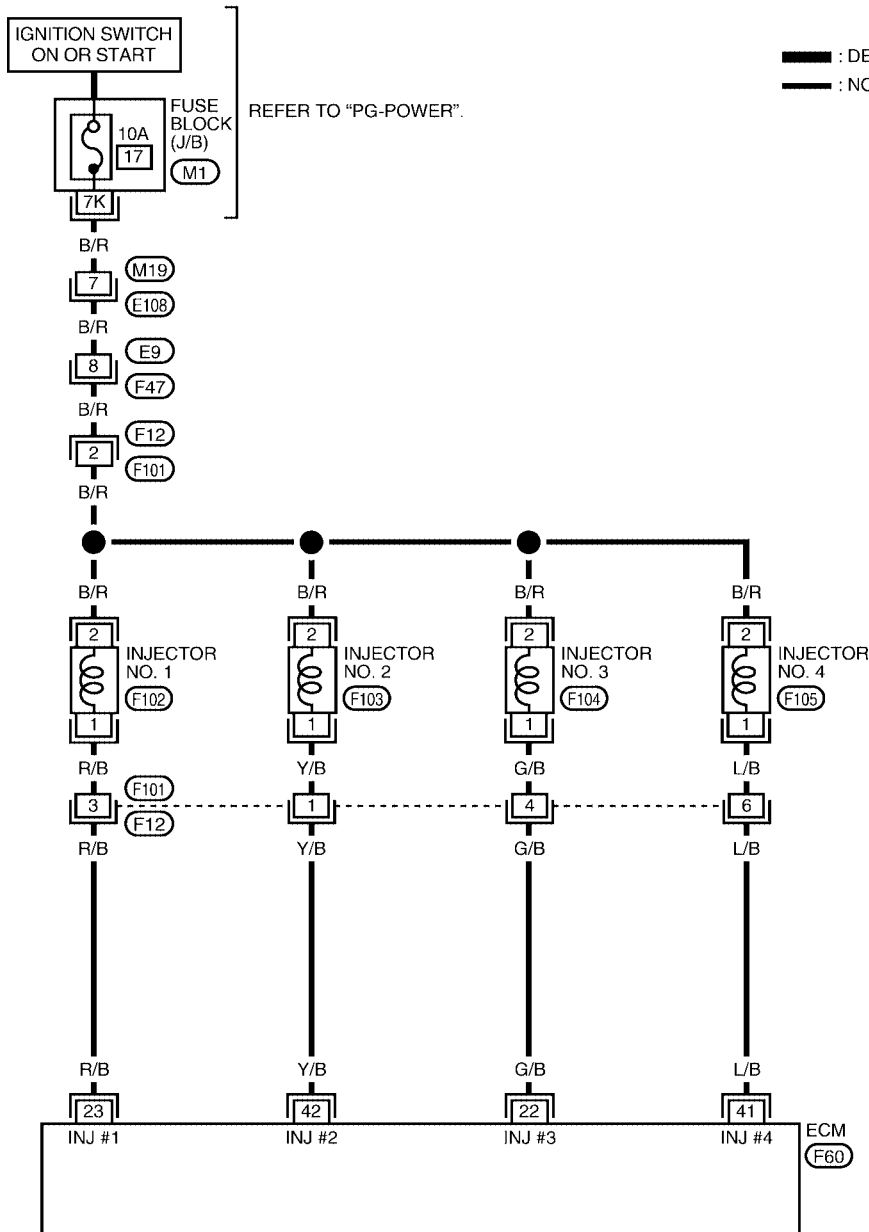 IGNITION SWITCH
ON OR START
: DE
: NO
FUSE
BLOCK
(J/B)
REFER TO “PG-POWER”.
10A
17
M1
7K
B/R
7
M19
E108
B/R
8
E9
F47
B/R
2
F12
F101
B/R
B/R B/R B/R B/R
2 2 2 2
INJECTOR
NO. 1
F102
INJECTOR
NO. 2
F103
INJECTOR
NO. 3
F104
INJECTOR
NO. 4
F105
1 1 1 1
R/B Y/B G/B L/B
F101
3 1 4 6
F12
R/B Y/B G/B L/B
R/B Y/B G/B L/B
23 42 22 41
INJ #1 INJ #2 INJ #3 INJ #4
ECM
F60